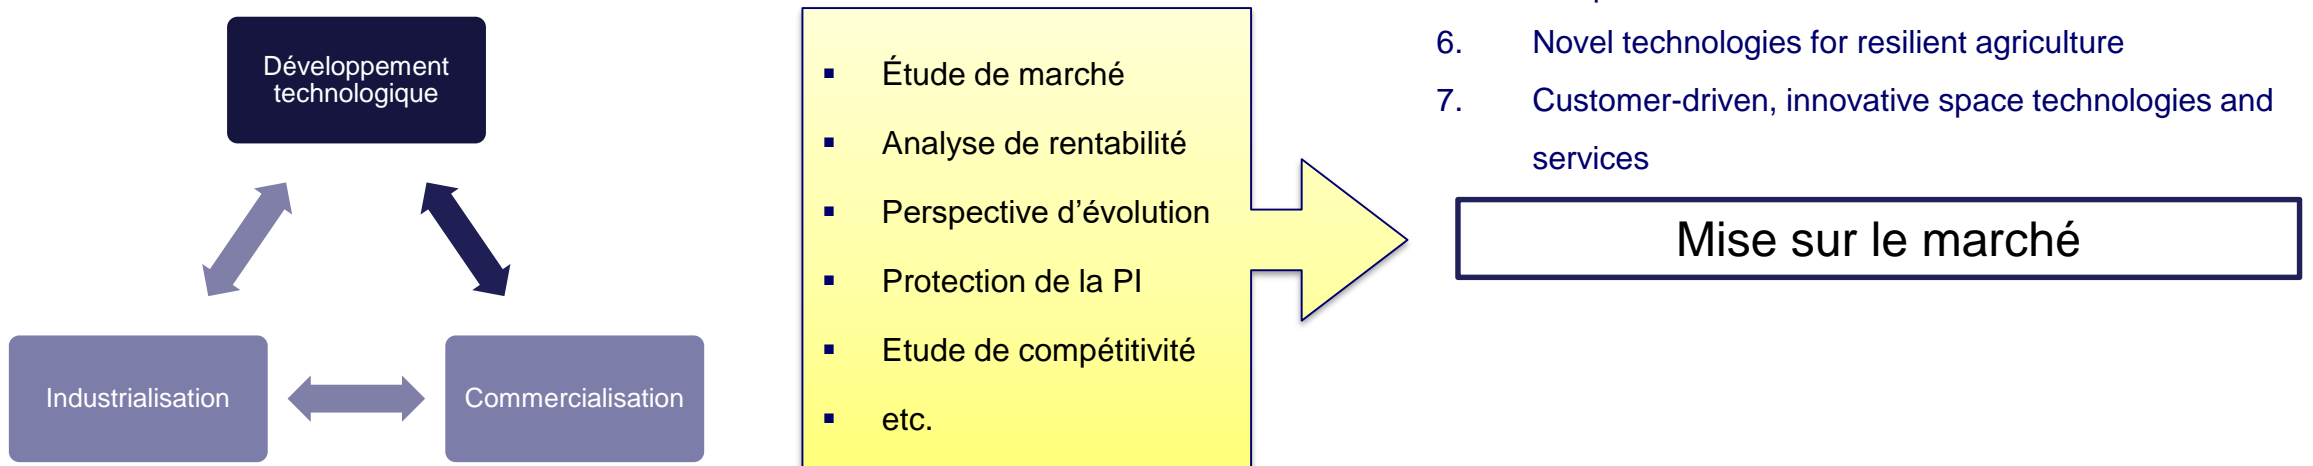 Développement
technologique
Industrialisation
Commercialisation
▪ Étude de marché
▪ Analyse de rentabilité
▪ Perspective d’évolution
▪ Protection de la PI
▪ Etude de compétitivité
▪ etc.
6. Novel technologies for resilient agriculture
7. Customer-driven, innovative space technologies and
services
Mise sur le marché